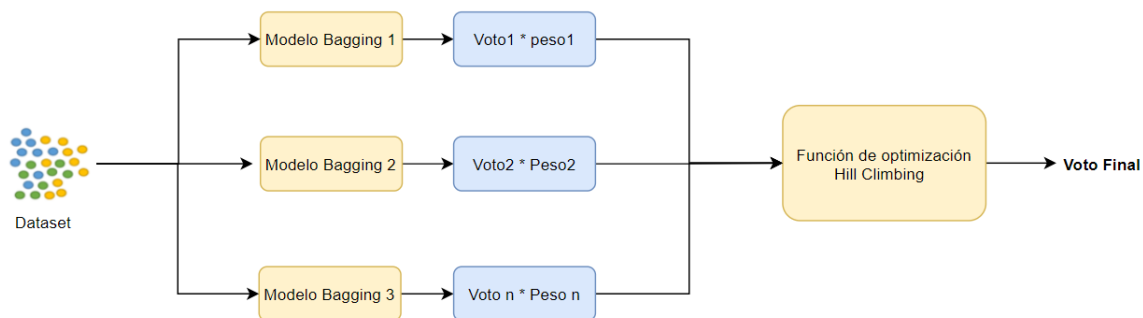 Modelo Bagging 1
Voto1 * peso1
Dataset
Modelo Bagging 2
Voto2 * Peso2
Función de optimización
Hill Climbing
Voto Final
Modelo Bagging 3
Voto n * Peso n